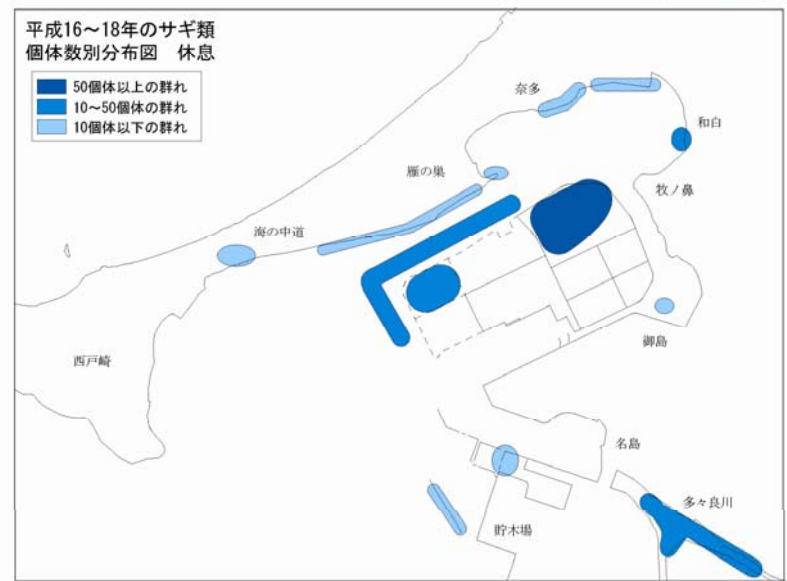 平成16～18年のサギ類
個体数別分布図　休息
50個体以上の群れ
10～50個体の群れ
10個体以下の群れ
奈多
和白
雁の巣
牧ノ鼻
海の中道
御島
西戸崎
名島
多々良川
貯木場